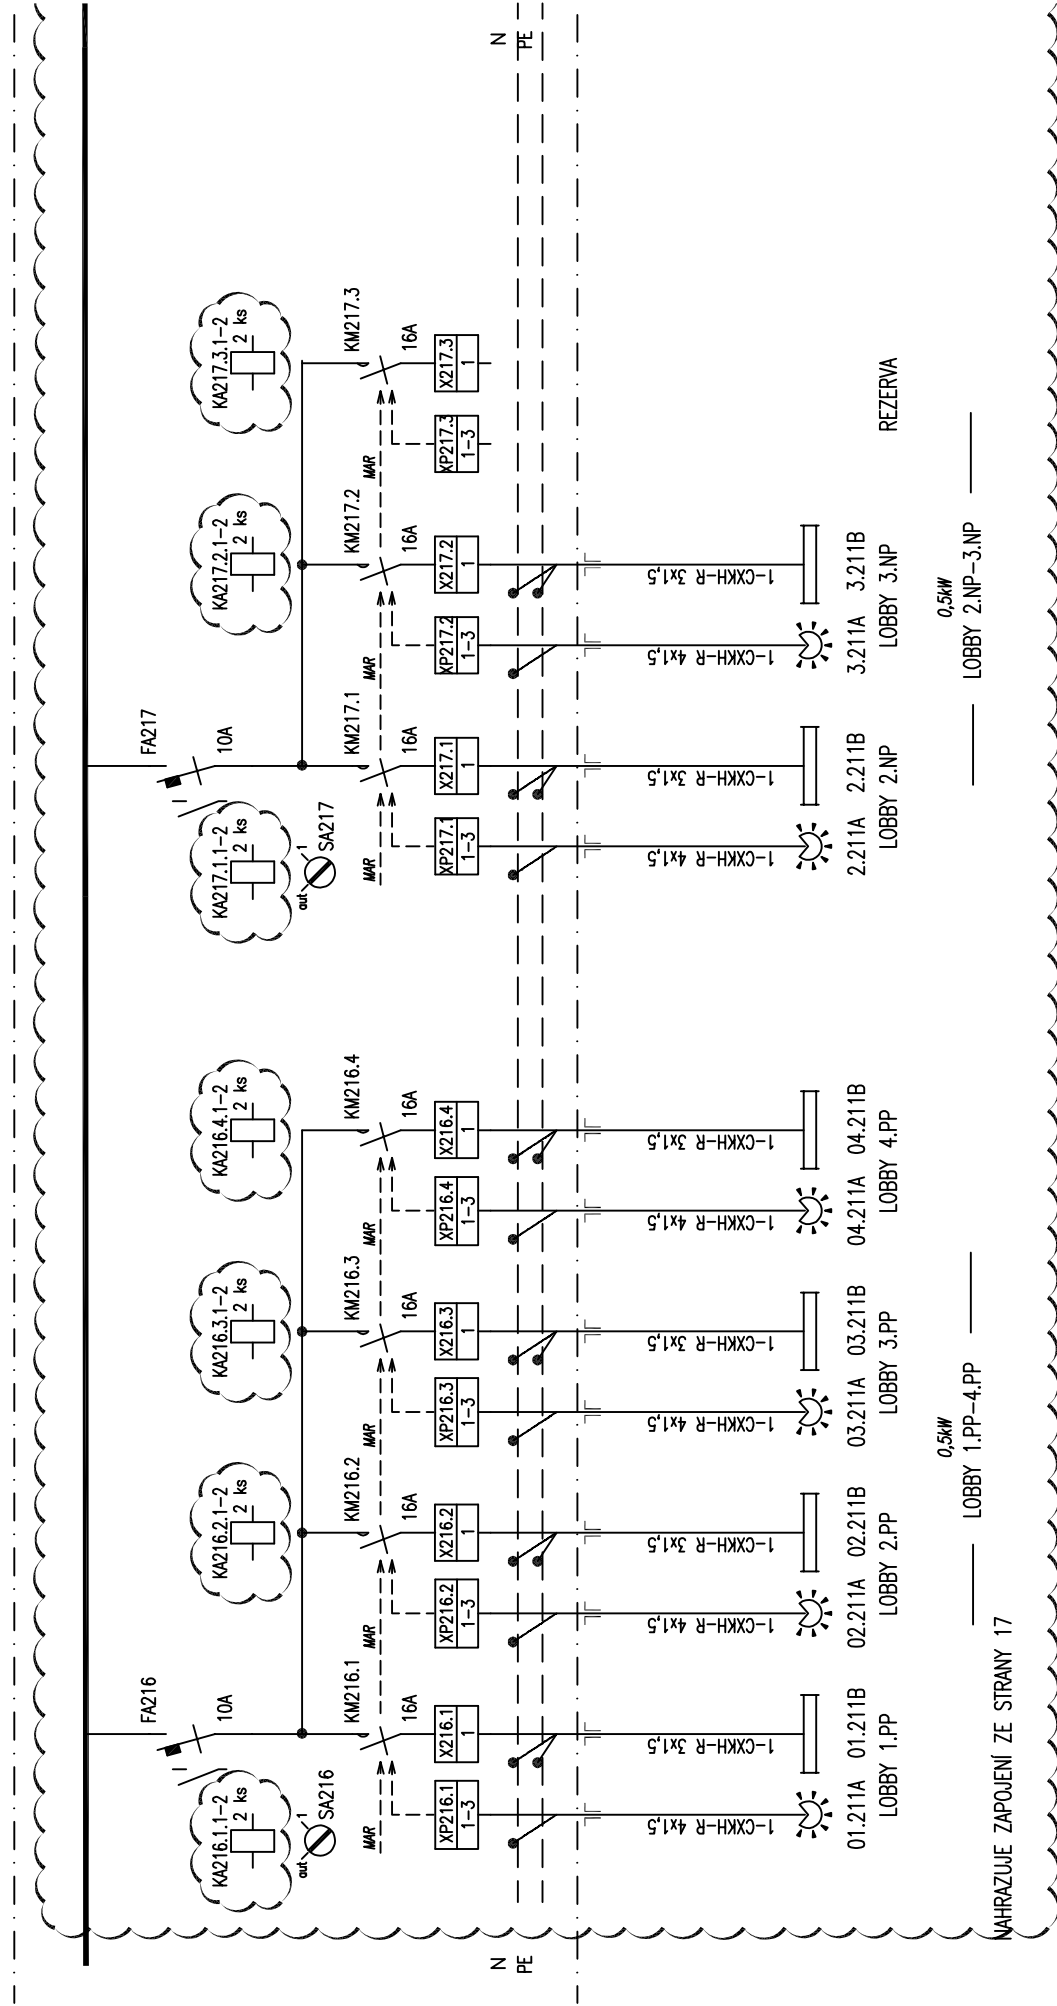 FA216
FA217
10A
10A
KA216.1.1-2
2 ks
KA216.2.1-2
2 ks
KA216.3.1-2
2 ks
KA216.4.1-2
2 ks
KA217.1.1-2
2 ks
KA217.2.1-2
2 ks
KA217.3.1-2
2 ks
aut
1
SA216
aut
1
SA217
KM216.1
KM216.2
KM216.3
KM216.4
KM217.1
KM217.2
KM217.3
MAR
MAR
MAR
MAR
MAR
MAR
MAR
16A
16A
16A
16A
16A
16A
16A
XP216.1
1-3
X216.1
1
XP216.2
1-3
X216.2
1
XP216.3
1-3
X216.3
1
XP216.4
1-3
X216.4
1
XP217.1
1-3
X217.1
1
XP217.2
1-3
X217.2
1
XP217.3
1-3
X217.3
1
N
PE
N
PE
1-CXKH-R 4x1,5
1-CXKH-R 3x1,5
1-CXKH-R 4x1,5
1-CXKH-R 3x1,5
1-CXKH-R 4x1,5
1-CXKH-R 3x1,5
1-CXKH-R 4x1,5
1-CXKH-R 3x1,5
1-CXKH-R 4x1,5
1-CXKH-R 3x1,5
1-CXKH-R 4x1,5
1-CXKH-R 3x1,5
01.211A 01.211B
LOBBY 1.PP
02.211A 02.211B
LOBBY 2.PP
03.211A 03.211B
LOBBY 3.PP
04.211A 04.211B
LOBBY 4.PP
2.211A 2.211B
LOBBY 2.NP
3.211A 3.211B
LOBBY 3.NP
REZERVA
0,5kW
LOBBY 1.PP-4.PP
0,5kW
LOBBY 2.NP-3.NP
NAHRAZUJE ZAPOJENÍ ZE STRANY 17